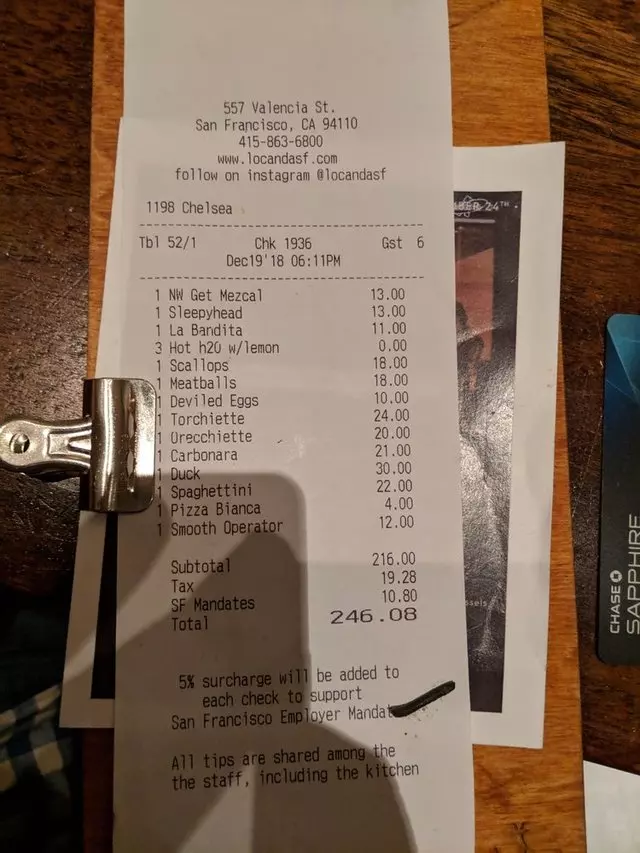 557 Valencia St.
San Francisco, CA 94110
415-863-6800
www.locandasf.com
follow on instagram @locandasf
1198 Chelsea
Tbl 52/1 Chk 1936 Gst 6
Dec19'18 06:11PM
1 NW Get Mezcal 13.00
1 Sleepyhead 13.00
1 La Bandita 11.00
3 Hot h20 w/lemon 0.00
1 Scallops 18.00
1 Meatballs 18.00
1 Deviled Eggs 10.00
1 Torchiette 24.00
1 Orecchiette 20.00
1 Carbonara 21.00
1 Duck 30.00
1 Spaghettini 22.00
1 Pizza Bianca 4.00
1 Smooth Operator 12.00
Subtotal 216.00
Tax 19.28
SF Mandates 10.80
Total 246.08
5% surcharge will be added to
each check to support
San Francisco Employer Mandat
All tips are shared among the
the staff, including the kitchen
24TH
CHASE
SAPPHIRE